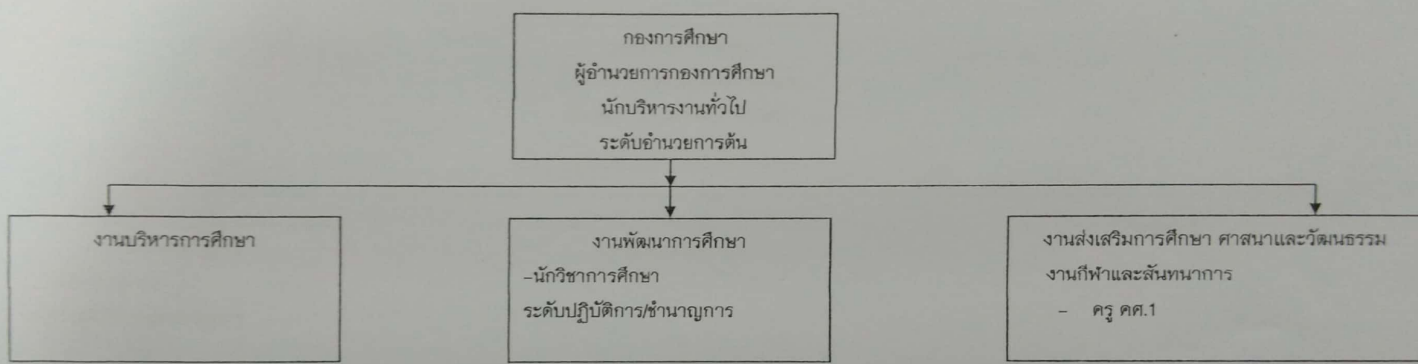 กองการศึกษา
ผู้อำนวยการกองการศึกษา
นักบริหารงานทั่วไป
ระดับอำนวยการต้น
งานบริหารการศึกษา
งานพัฒนาการศึกษา
-นักวิชาการศึกษา
ระดับปฏิบัติการ/ชำนาญการ
งานส่งเสริมการศึกษา ศาสนาและวัฒนธรรม
งานกีฬาและสันทนาการ
- ครู คศ.1